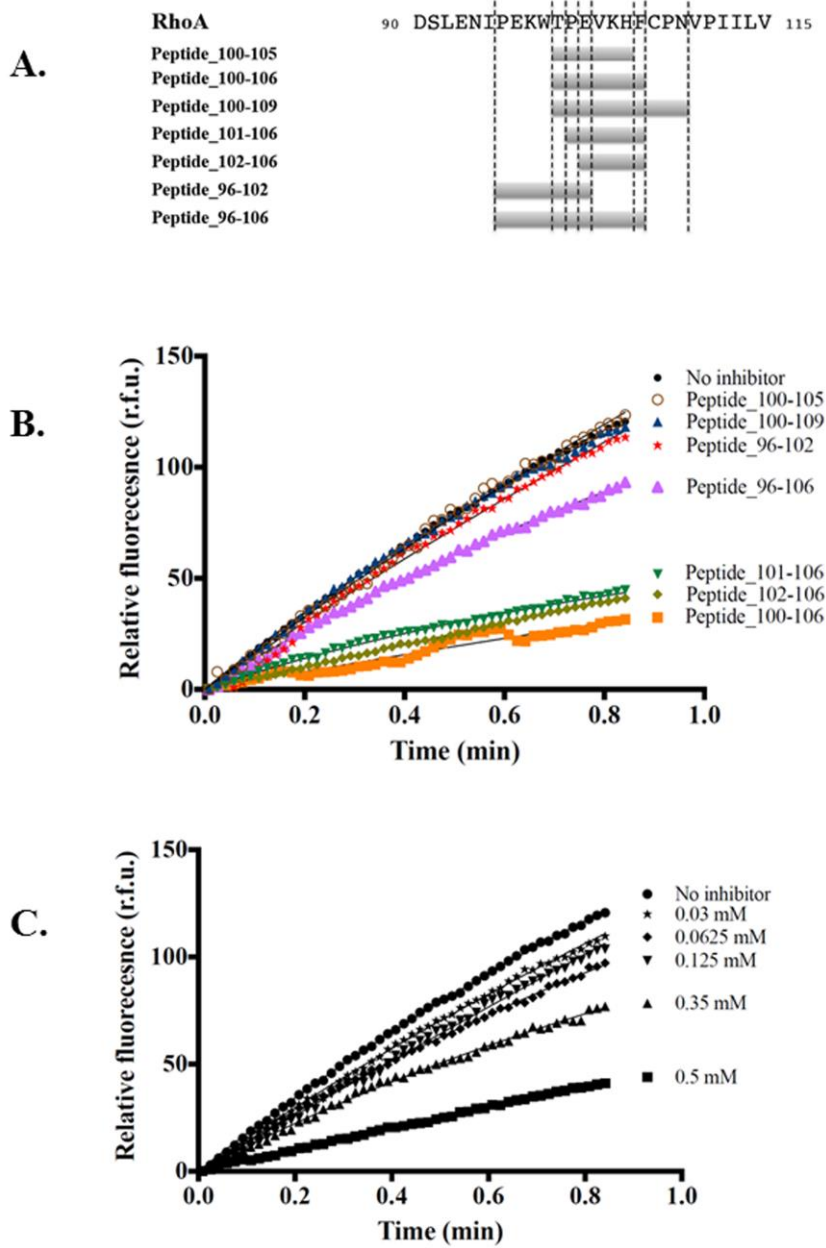 A.
RhoA 90 DSLENIPEKWTPEVKHFCPNVPIILV 115
Peptide_100-105
Peptide_100-106
Peptide_100-109
Peptide_101-106
Peptide_102-106
Peptide_96-102
Peptide_96-106
B.
Relative fluorecesnce (r.f.u.)
150
100
50
0
0.0 0.2 0.4 0.6 0.8 1.0
Time (min)
No inhibitor
Peptide_100-105
Peptide_100-109
Peptide_96-102
Peptide_96-106
Peptide_101-106
Peptide_102-106
Peptide_100-106
C.
Relative fluorecesnce (r.f.u.)
150
100
50
0
0.0 0.2 0.4 0.6 0.8 1.0
Time (min)
No inhibitor
0.03 mM
0.0625 mM
0.125 mM
0.35 mM
0.5 mM